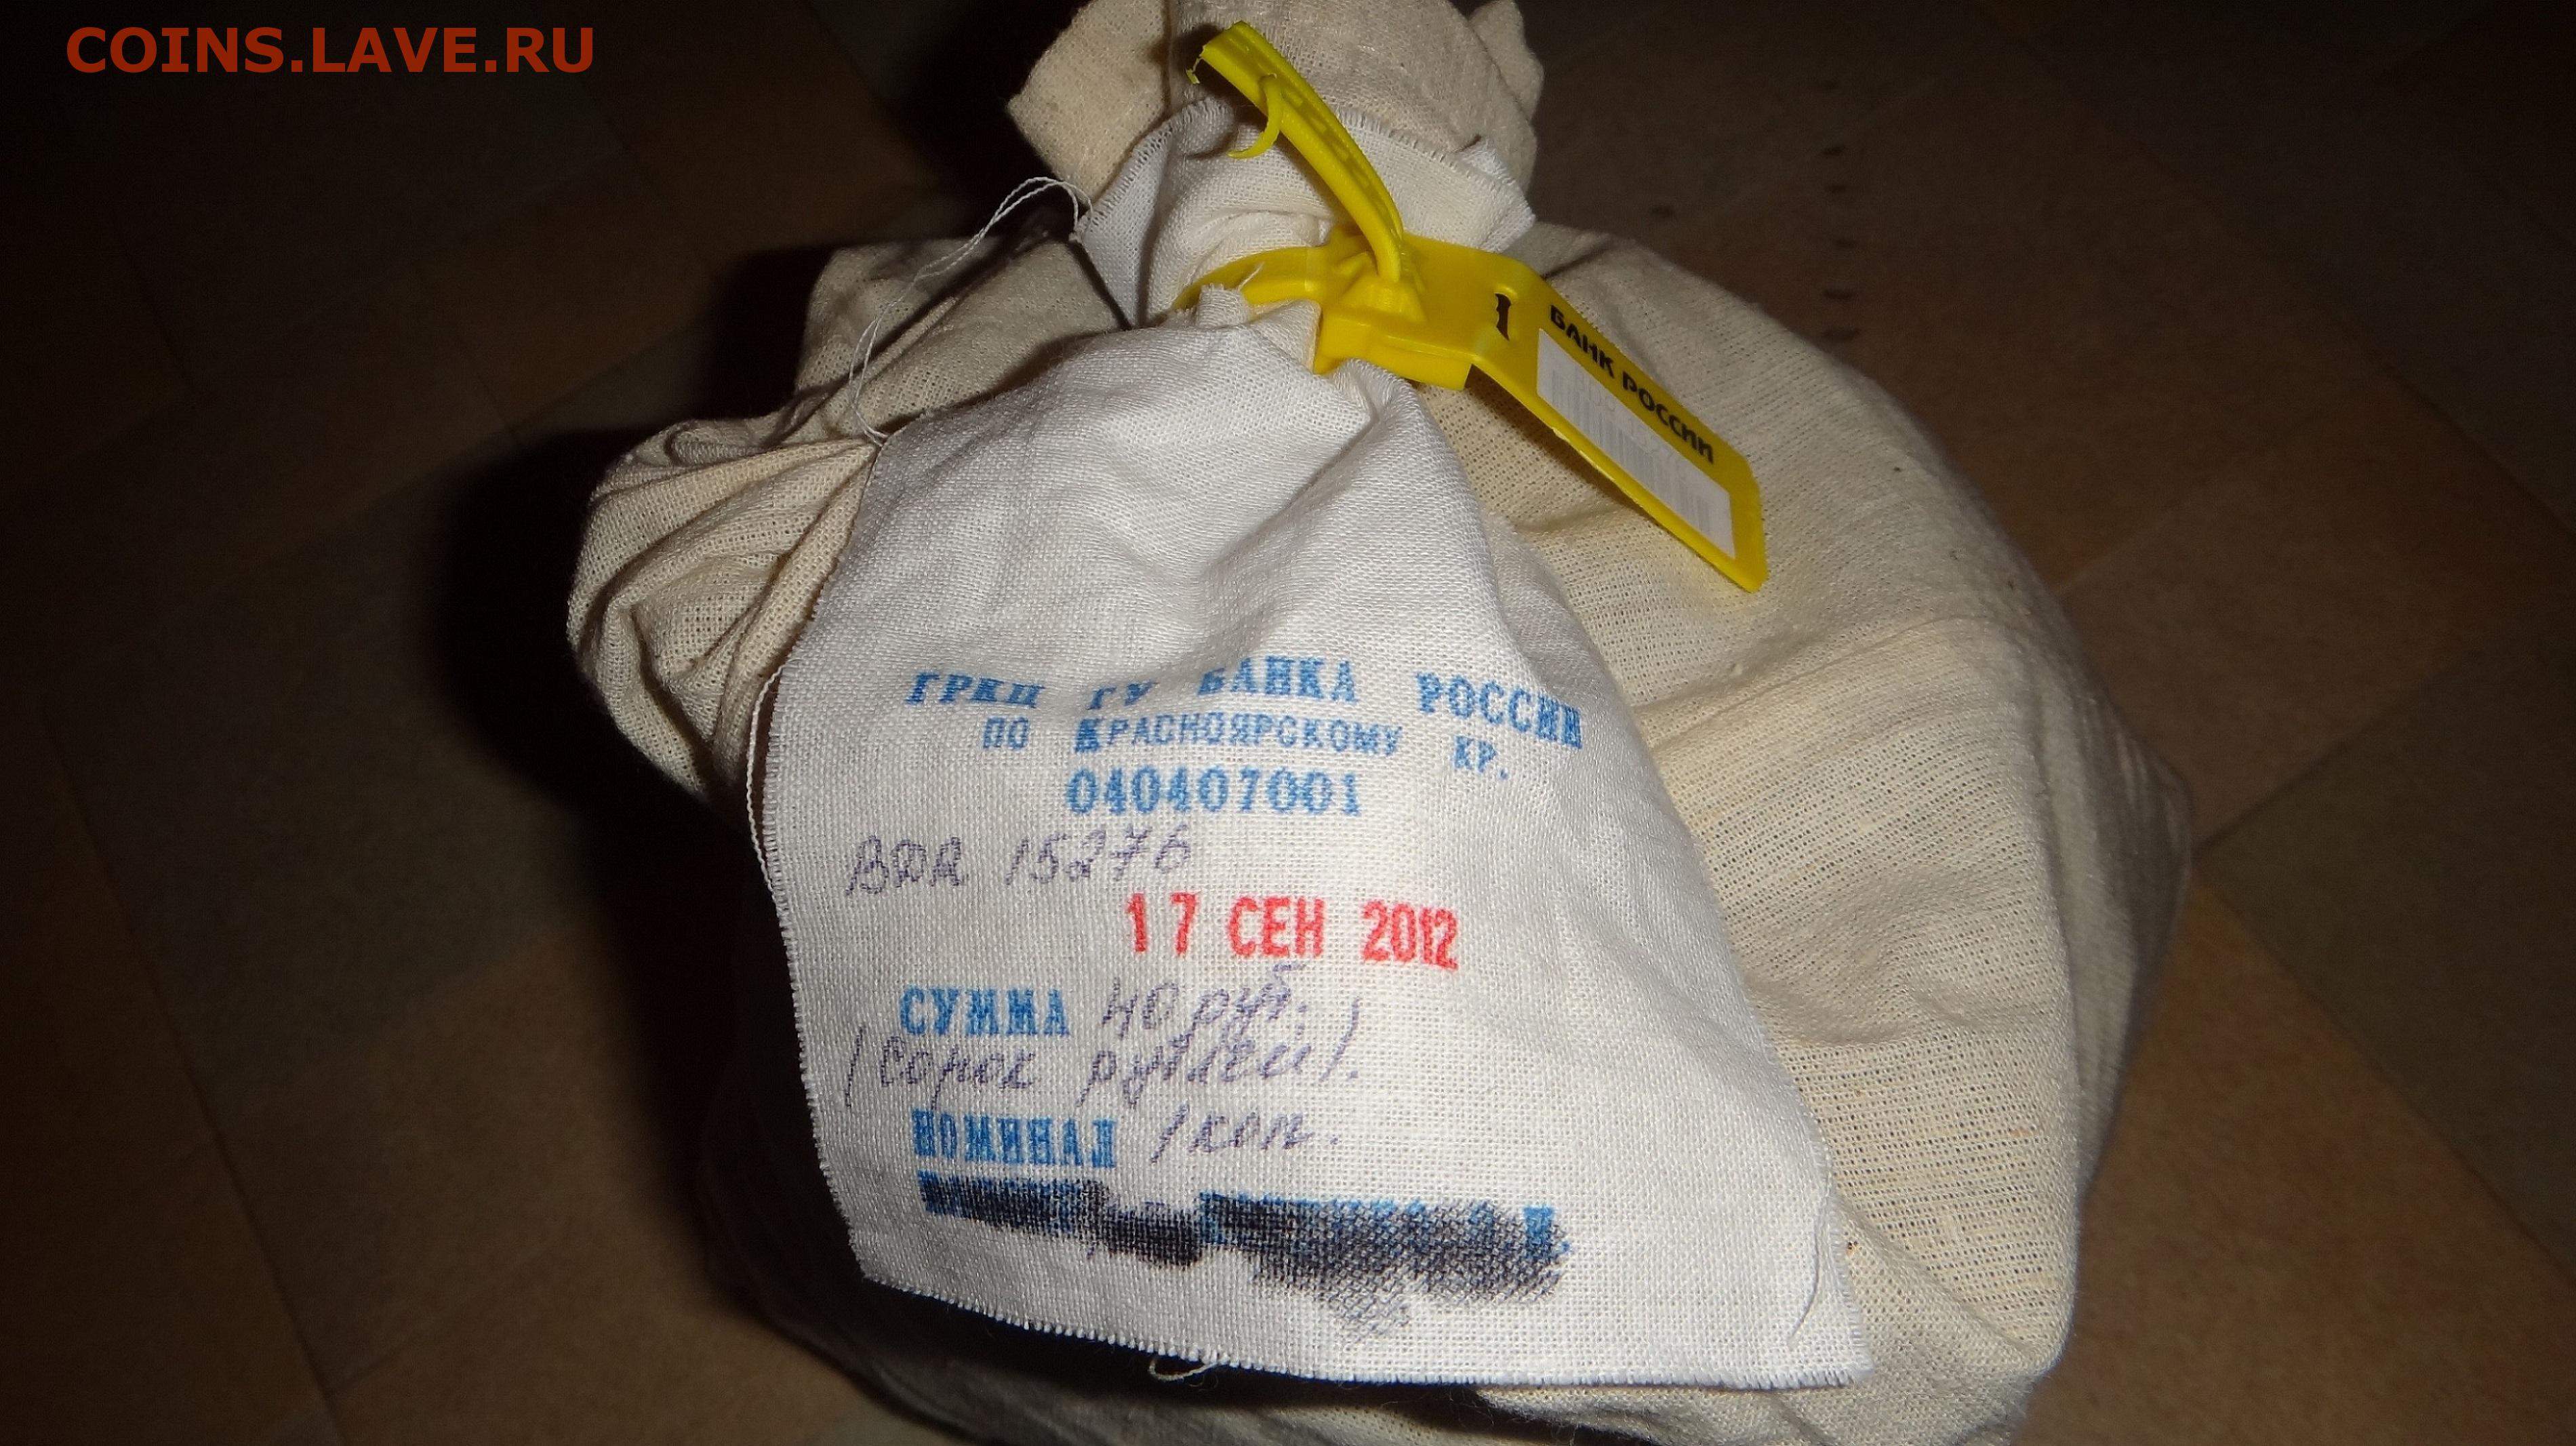 COINS.LAVE.RU
БАНК РОССИИ
ГРКЦ ГУ БАНКА РОССИИ
ПО КРАСНОЯРСКОМУ КР.
040407001
15276
17 СЕН 2012
СУММА 40 руб.
(Сорок рублей).
НОМИНАЛ 1 коп.